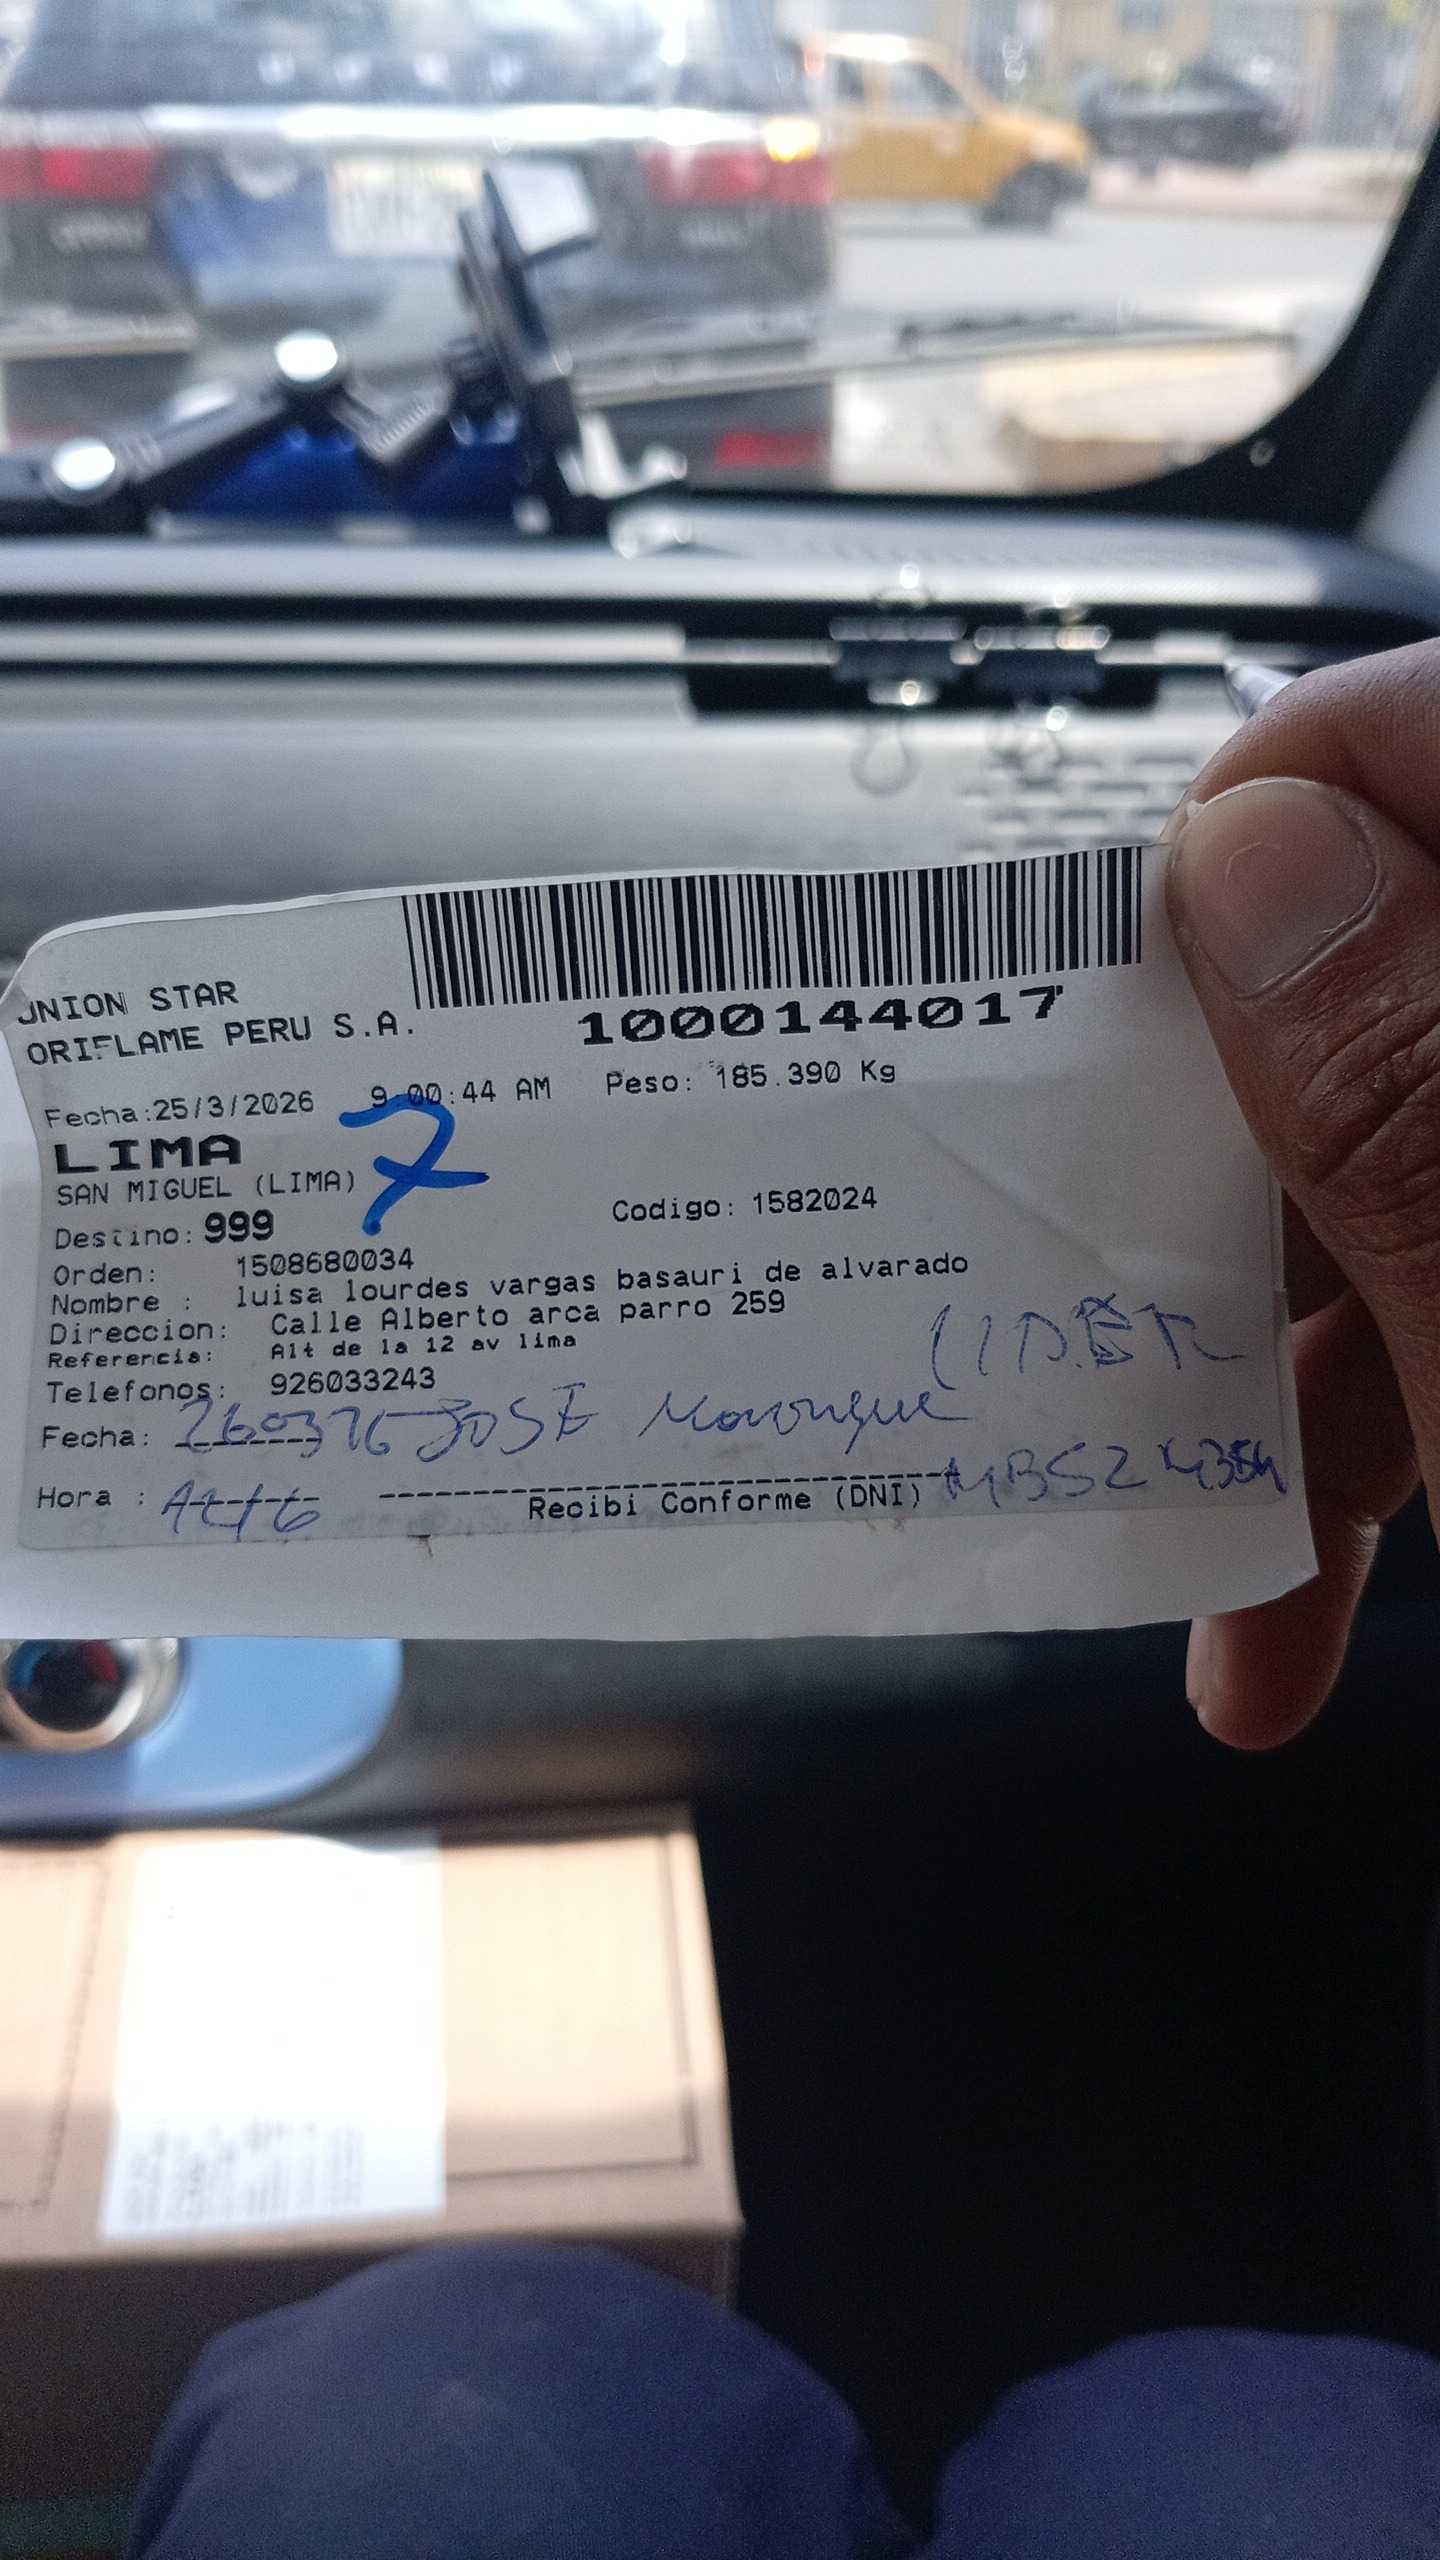 UNION STAR
ORIFLAME PERU S.A.
1000144017
Fecha:25/3/2026 9:00:44 AM Peso: 185.390 Kg
LIMA
7
SAN MIGUEL (LIMA)
Destino: 999 Codigo: 1582024
Orden: 1508680034
Nombre : luisa lourdes vargas basauri de alvarado
Direccion: Calle Alberto arca parro 259
Referencia: Alt de la 12 av lima
Telefonos: 926033243
LIDER
Fecha: JOSE
Hora :
Recibi Conforme (DNI)